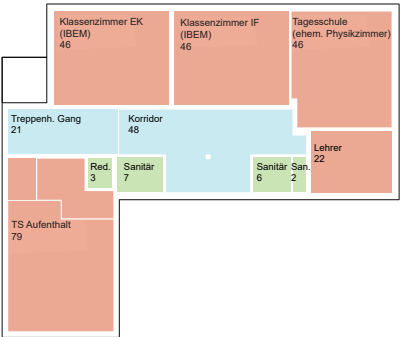 Klassenzimmer EK
(IBEM)
46
Klassenzimmer IF
(IBEM)
46
Tagesschule
(ehem. Physikzimmer)
46
Treppenh. Gang
21
Korridor
48
Lehrer
22
Red.
3
Sanitär
7
Sanitär
6
San.
2
TS Aufenthalt
79